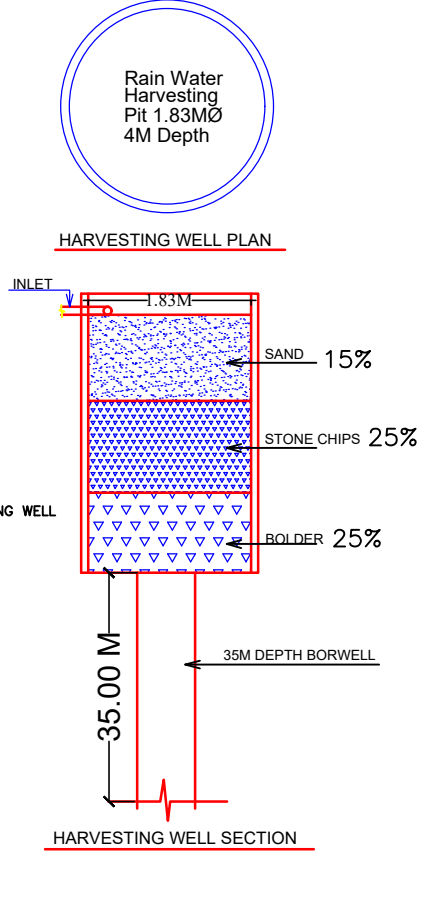 Rain Water
Harvesting
Pit 1.83MØ
4M Depth
HARVESTING WELL PLAN
INLET
1.83M
SAND 15%
STONE CHIPS 25%
NG WELL
BOLDER 25%
35.00 M
35M DEPTH BORWELL
HARVESTING WELL SECTION